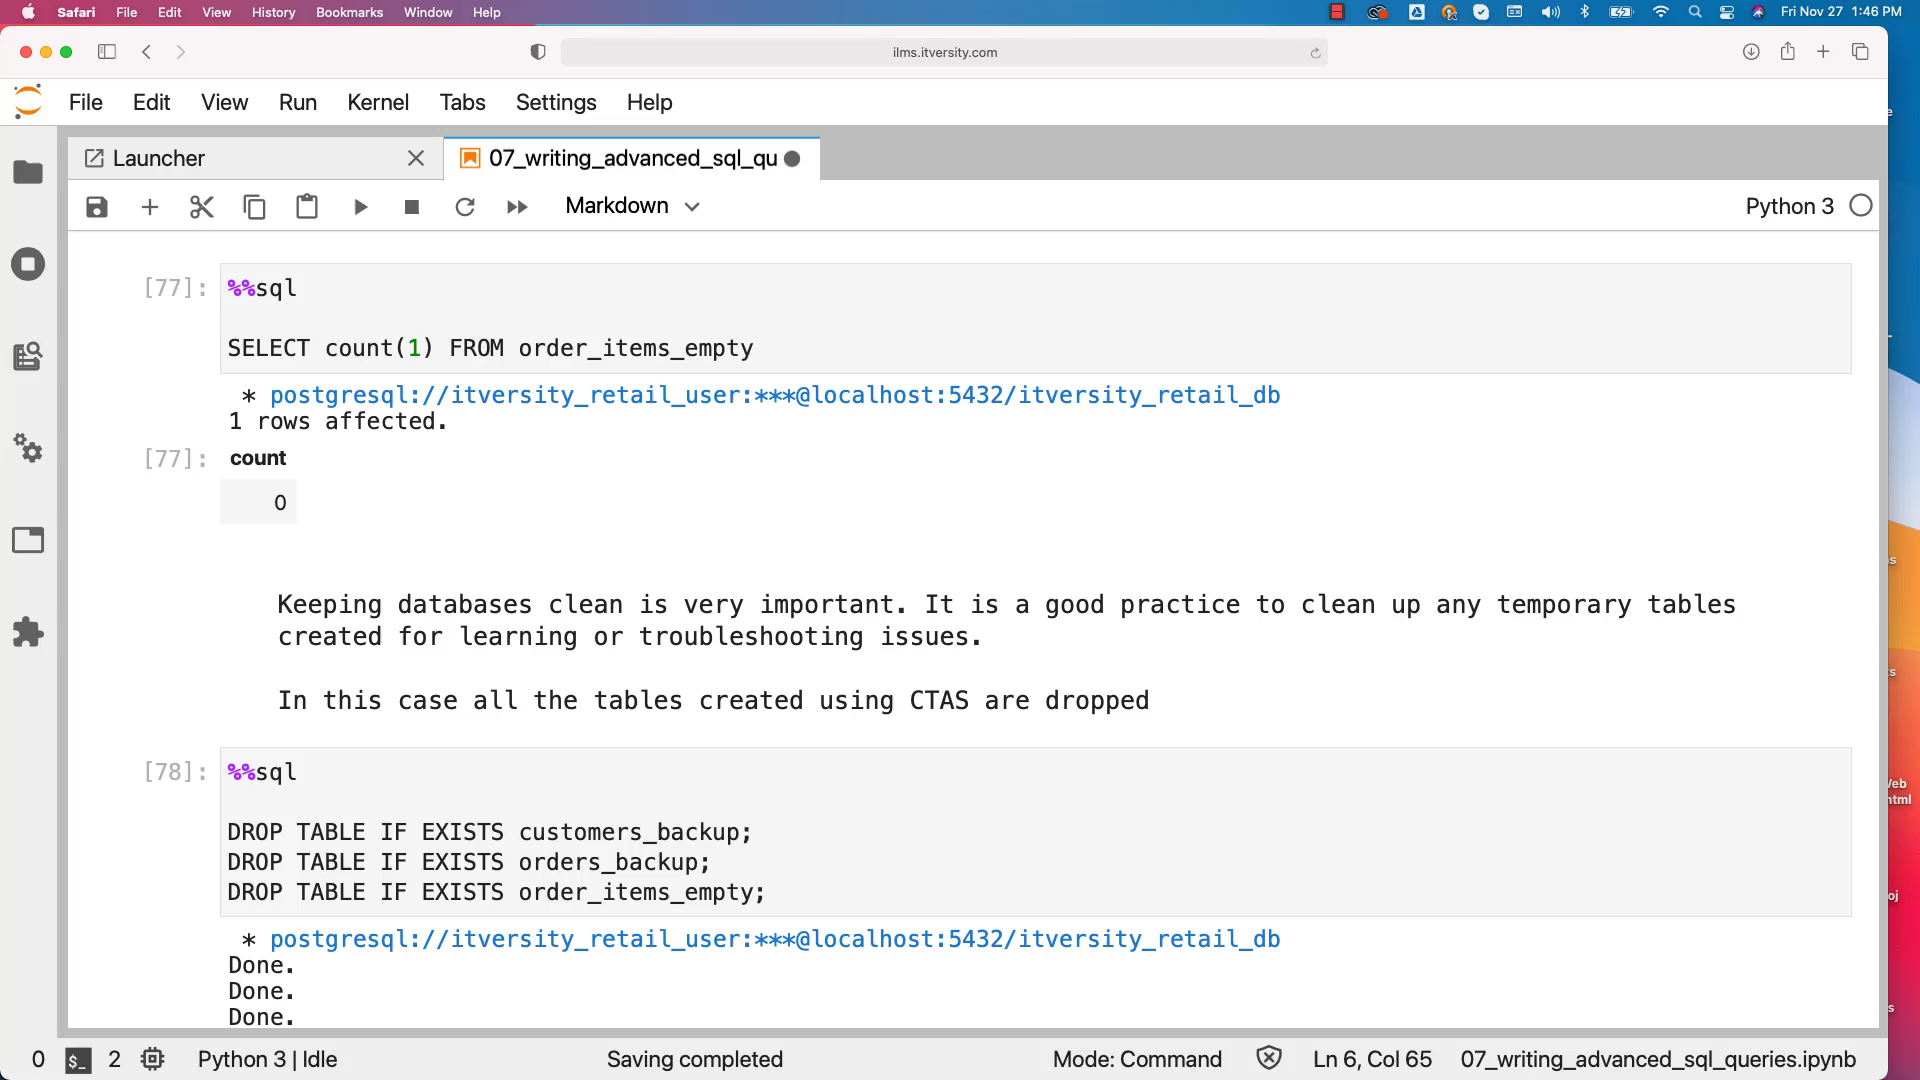 Safari File Edit View History Bookmarks Window Help Fri Nov 27 1:46 PM
ilms.itversity.com
File Edit View Run Kernel Tabs Settings Help
Launcher 07_writing_advanced_sql_qu
Markdown Python 3
[77]: %%sql
SELECT count(1) FROM order_items_empty
* postgresql://itversity_retail_user:***@localhost:5432/itversity_retail_db
1 rows affected.
[77]: count
0
Keeping databases clean is very important. It is a good practice to clean up any temporary tables
created for learning or troubleshooting issues.
In this case all the tables created using CTAS are dropped
[78]: %%sql
DROP TABLE IF EXISTS customers_backup;
DROP TABLE IF EXISTS orders_backup;
DROP TABLE IF EXISTS order_items_empty;
* postgresql://itversity_retail_user:***@localhost:5432/itversity_retail_db
Done.
Done.
Done.
0 $_ 2 Python 3 | Idle Saving completed Mode: Command Ln 6, Col 65 07_writing_advanced_sql_queries.ipynb